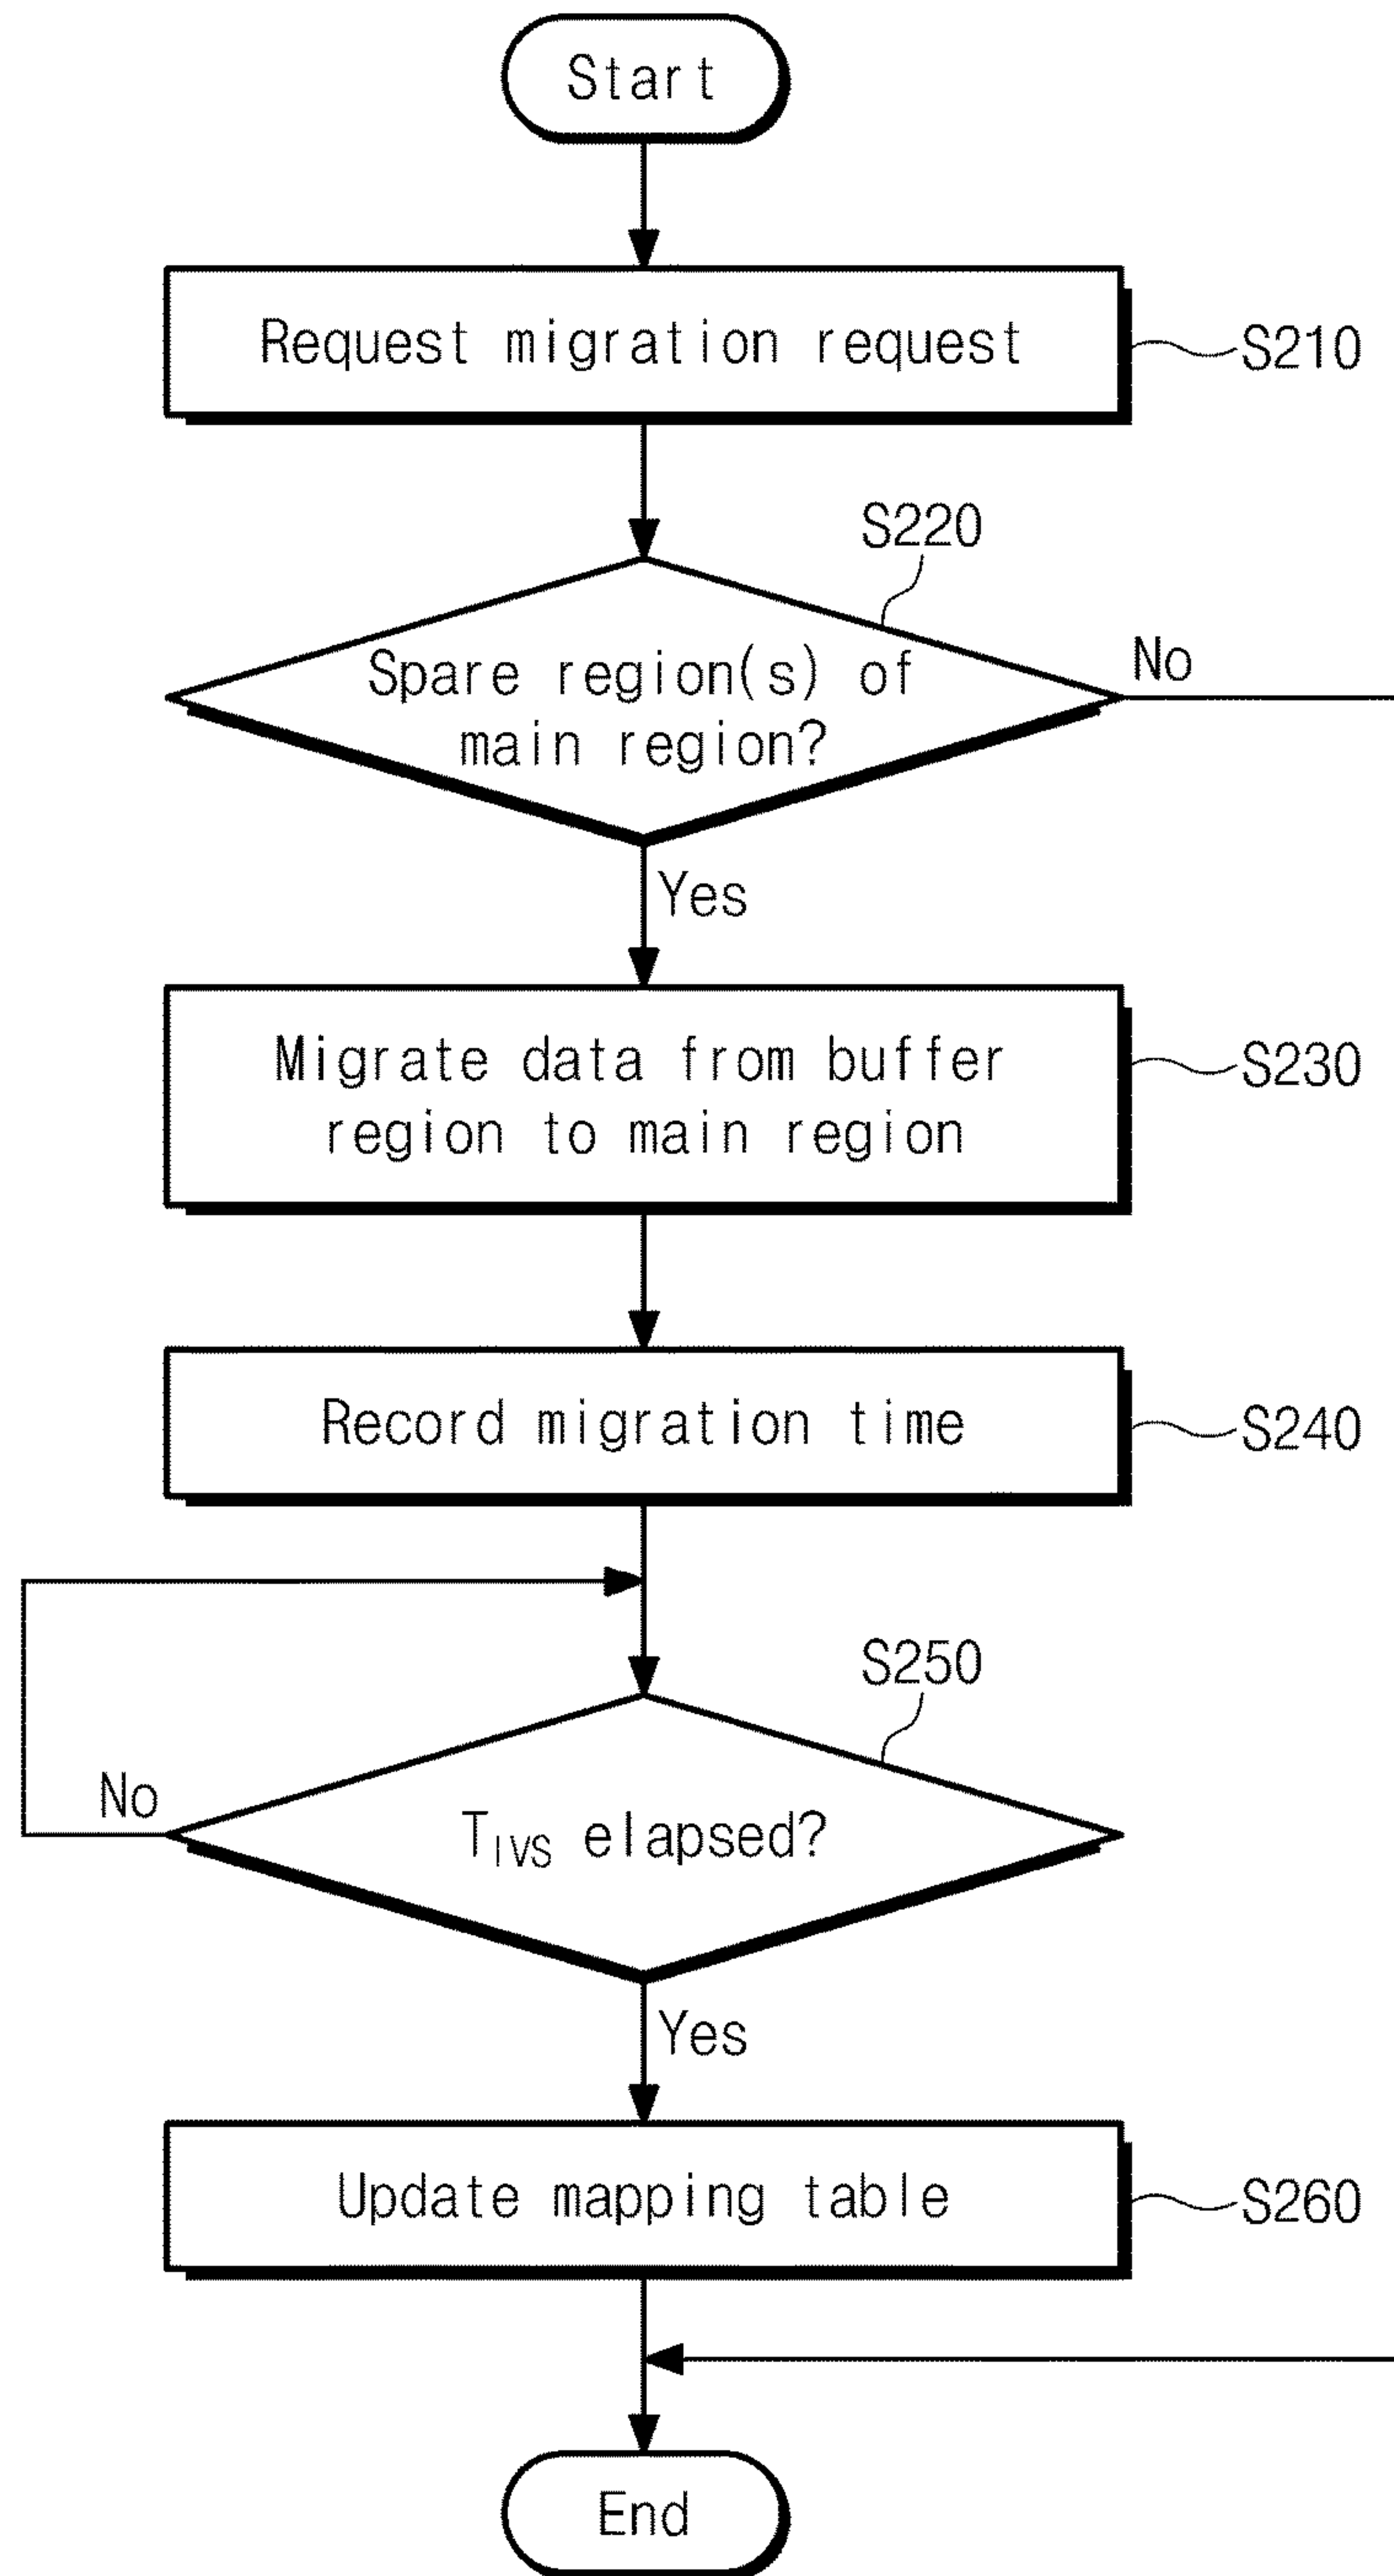 Start
Request migration request
S210
S220
Spare region(s) of
main region?
No
Yes
Migrate data from buffer
region to main region
S230
Record migration time
S240
S250
No
TIVS elapsed?
Yes
Update mapping table
S260
End